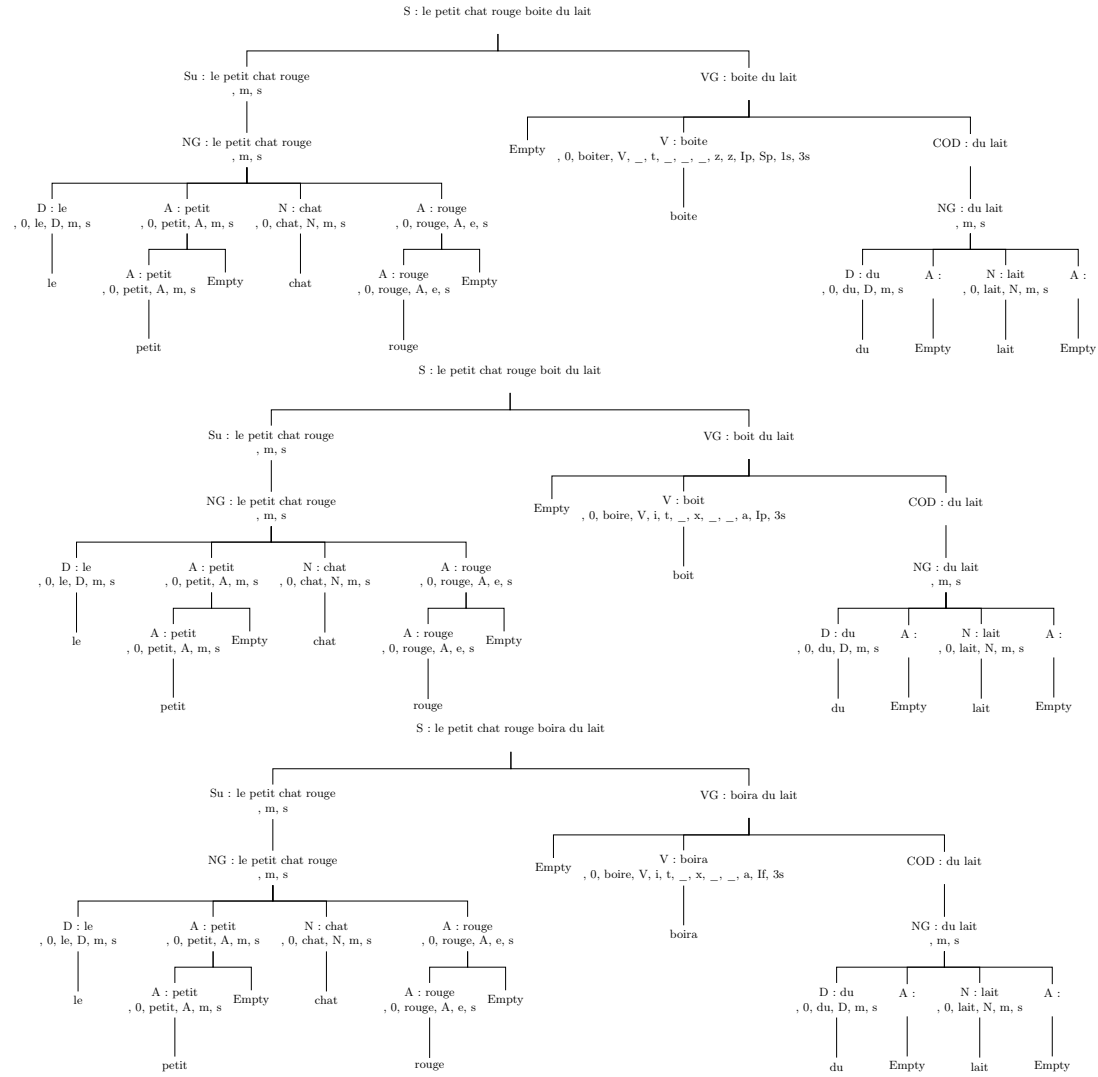 S : le petit chat rouge boite du lait
Su : le petit chat rouge
, m, s
VG : boite du lait
NG : le petit chat rouge
, m, s
Empty
V : boite
, 0, boiter, V, _, t, _, _, _, z, z, Ip, Sp, 1s, 3s
COD : du lait
D : le
, 0, le, D, m, s
A : petit
, 0, petit, A, m, s
N : chat
, 0, chat, N, m, s
A : rouge
, 0, rouge, A, e, s
boite
NG : du lait
, m, s
le
A : petit
, 0, petit, A, m, s
Empty
chat
A : rouge
, 0, rouge, A, e, s
Empty
D : du
, 0, du, D, m, s
A :
N : lait
, 0, lait, N, m, s
A :
petit
rouge
du
Empty
lait
Empty
S : le petit chat rouge boit du lait
Su : le petit chat rouge
, m, s
VG : boit du lait
NG : le petit chat rouge
, m, s
Empty
V : boit
, 0, boire, V, i, t, _, x, _, _, a, Ip, 3s
COD : du lait
D : le
, 0, le, D, m, s
A : petit
, 0, petit, A, m, s
N : chat
, 0, chat, N, m, s
A : rouge
, 0, rouge, A, e, s
boit
NG : du lait
, m, s
le
A : petit
, 0, petit, A, m, s
Empty
chat
A : rouge
, 0, rouge, A, e, s
Empty
D : du
, 0, du, D, m, s
A :
N : lait
, 0, lait, N, m, s
A :
petit
rouge
du
Empty
lait
Empty
S : le petit chat rouge boira du lait
Su : le petit chat rouge
, m, s
VG : boira du lait
NG : le petit chat rouge
, m, s
Empty
V : boira
, 0, boire, V, i, t, _, x, _, _, a, If, 3s
COD : du lait
D : le
, 0, le, D, m, s
A : petit
, 0, petit, A, m, s
N : chat
, 0, chat, N, m, s
A : rouge
, 0, rouge, A, e, s
boira
NG : du lait
, m, s
le
A : petit
, 0, petit, A, m, s
Empty
chat
A : rouge
, 0, rouge, A, e, s
Empty
D : du
, 0, du, D, m, s
A :
N : lait
, 0, lait, N, m, s
A :
petit
rouge
du
Empty
lait
Empty